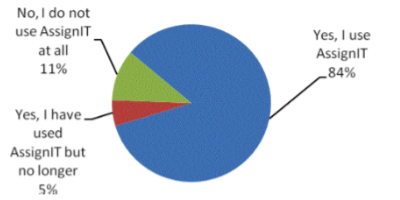 No, I do not
use AssignIT
at all
11%
Yes, I use
AssignIT
84%
Yes, I have
used
AssignIT but
no longer
5%